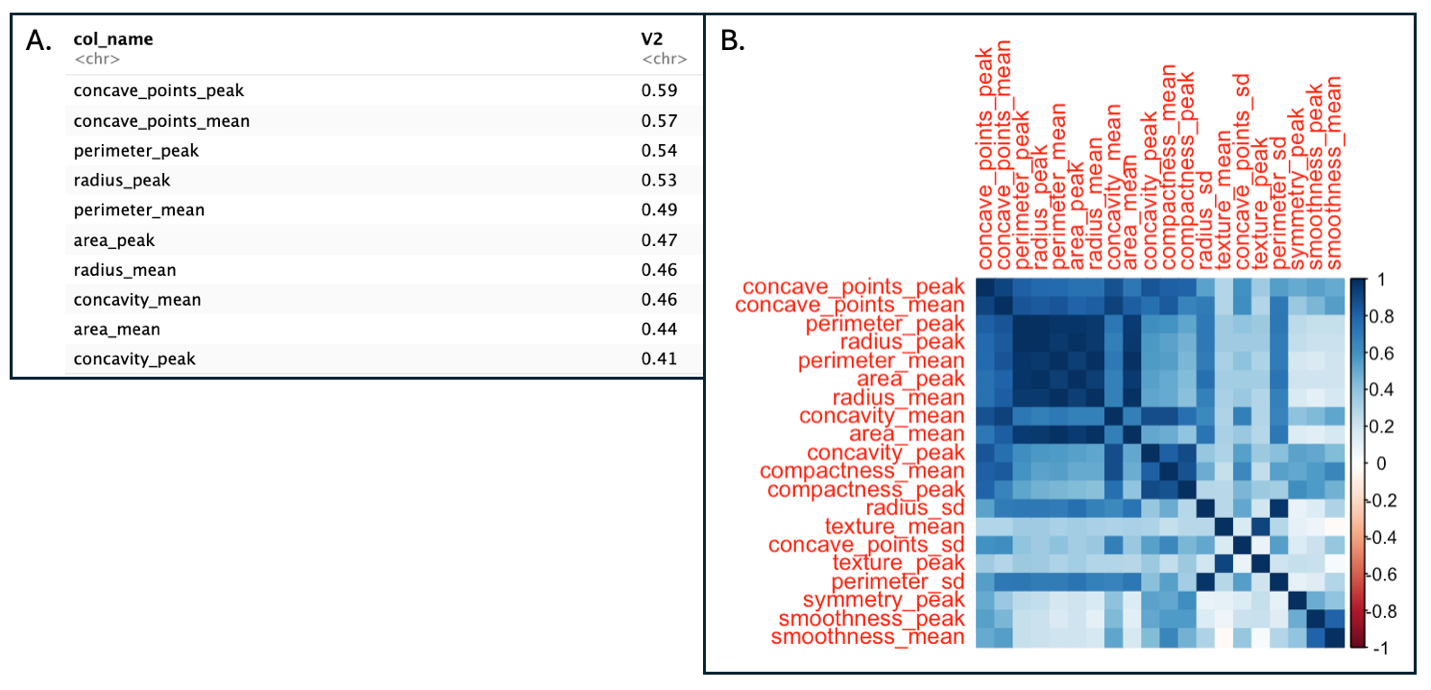 A.
col_name V2
<chr> <chr>
concave_points_peak 0.59
concave_points_mean 0.57
perimeter_peak 0.54
radius_peak 0.53
perimeter_mean 0.49
area_peak 0.47
radius_mean 0.46
concavity_mean 0.46
area_mean 0.44
concavity_peak 0.41
B.
concave_points_peak
concave_points_mean
perimeter_peak
radius_peak
perimeter_mean
area_peak
radius_mean
concavity_mean
area_mean
concavity_peak
compactness_mean
compactness_peak
radius_sd
texture_mean
concave_points_sd
texture_peak
perimeter_sd
symmetry_peak
smoothness_peak
smoothness_mean
concave_points_peak
concave_points_mean
perimeter_peak
radius_peak
perimeter_mean
area_peak
radius_mean
concavity_mean
area_mean
concavity_peak
compactness_mean
compactness_peak
radius_sd
texture_mean
concave_points_sd
texture_peak
perimeter_sd
symmetry_peak
smoothness_peak
smoothness_mean
1
0.8
0.6
0.4
0.2
0
-0.2
-0.4
-0.6
-0.8
-1